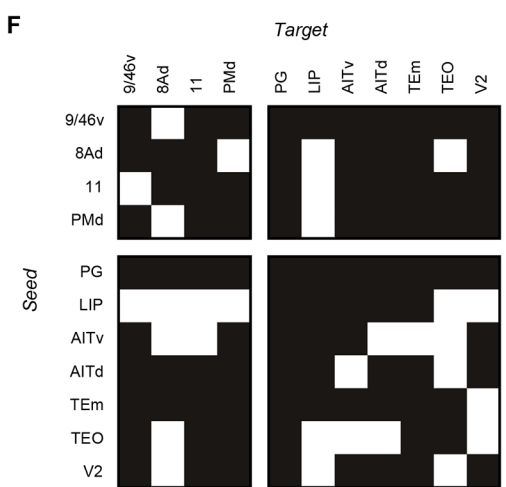 F
Target
9/46v 8Ad 11 PMd PG LIP AITv AITd TEm TEO V2
9/46v
8Ad
11
PMd
Seed
PG
LIP
AITv
AITd
TEm
TEO
V2